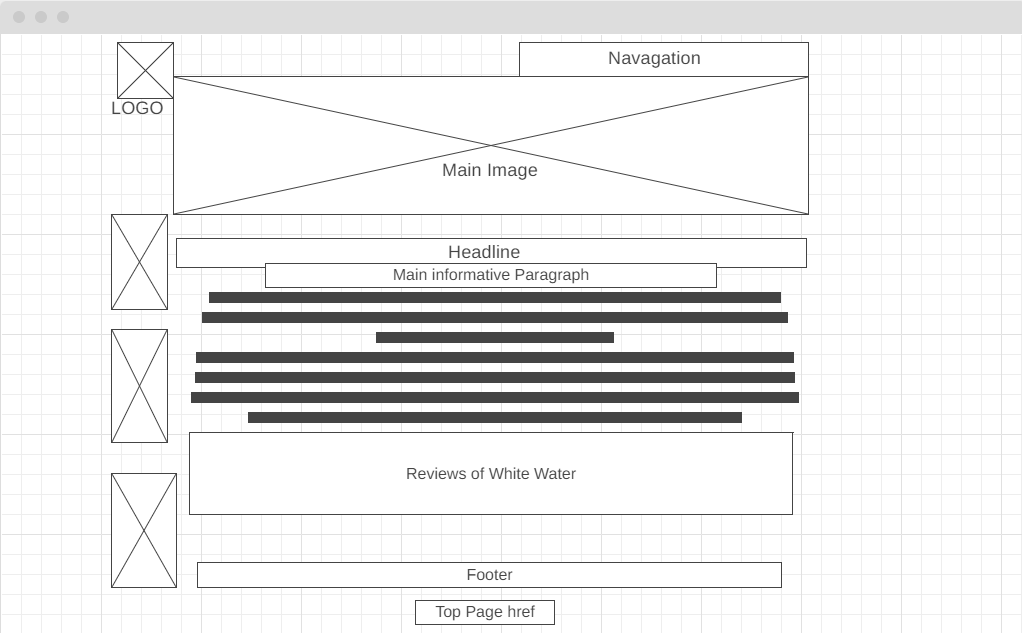 Navagation
LOGO
Main Image
Headline
Main informative Paragraph
Reviews of White Water
Footer
Top Page href